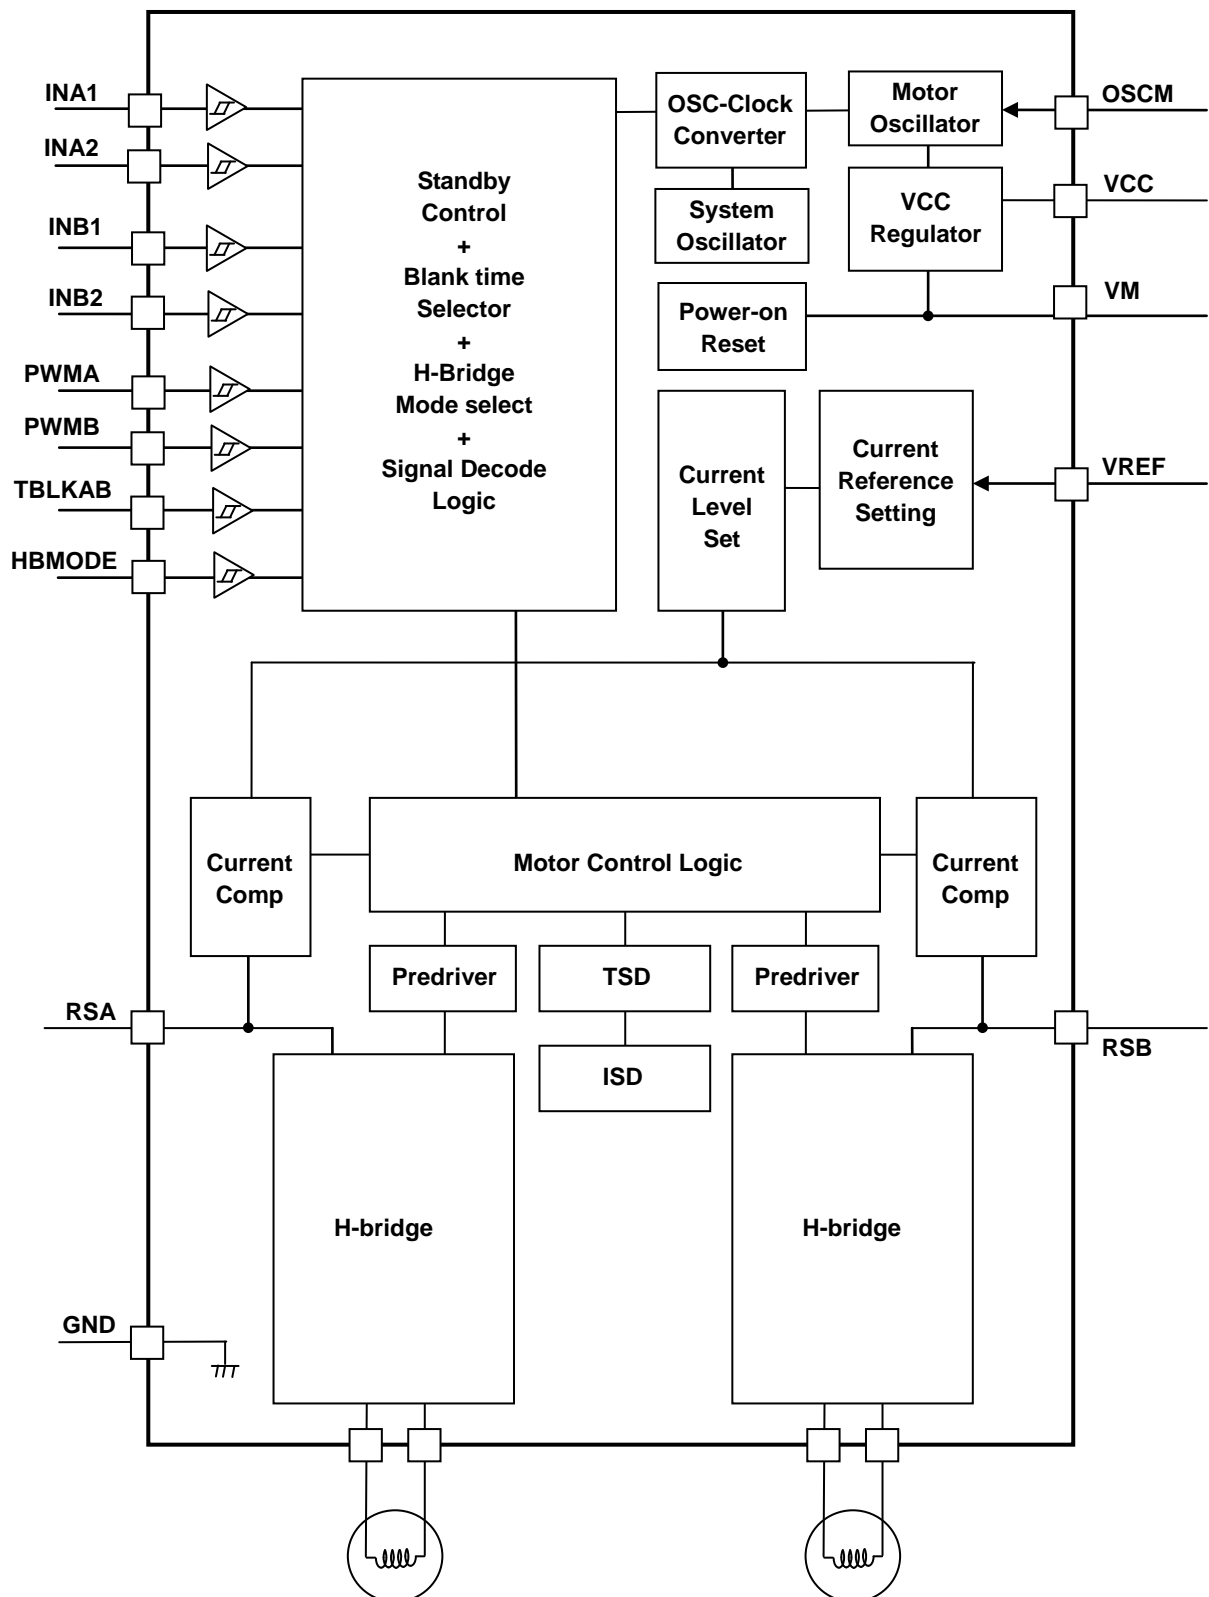 INA1
INA2
INB1
INB2
PWMA
PWMB
TBLKAB
HBMODE
Standby
Control
+
Blank time
Selector
+
H-Bridge
Mode select
+
Signal Decode
Logic
OSC-Clock
Converter
Motor
Oscillator
OSCM
System
Oscillator
VCC
Regulator
VCC
Power-on
Reset
VM
Current
Level
Set
Current
Reference
Setting
VREF
Current
Comp
Motor Control Logic
Current
Comp
Predriver
TSD
Predriver
RSA
ISD
RSB
H-bridge
H-bridge
GND